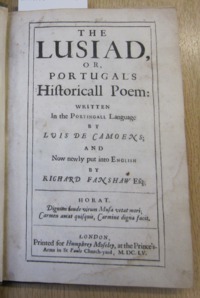 THE
LUSIAD,
OR,
PORTUGALS
Historicall Poem:
WRITTEN
In the PORTINGALL Language
BY
LUIS DE CAMOENS;
AND
Now newly put into ENGLISH
BY
RICHARD FANSHAW Esq;
HORAT.
Dignum laude virum Musa vetat mori;
Carmen amat quisquis, Carmine digna facit.
LONDON,
Printed for Humphrey Moseley, at the Prince's-
Arms in St Pauls Church-yard, M.DC.LV.